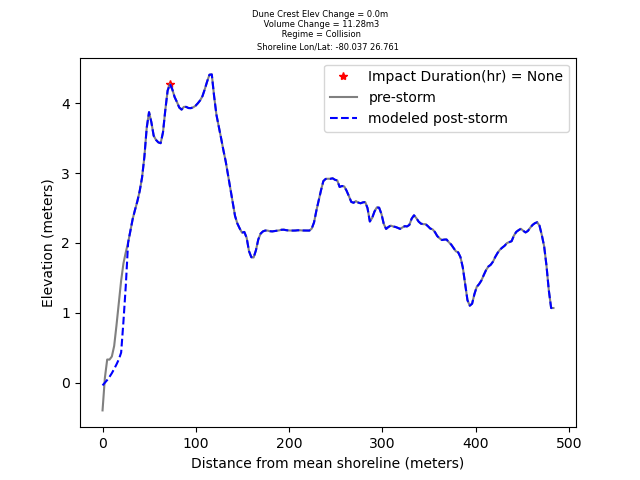 Dune Crest Elev Change = 0.0m
Volume Change = 11.28m3
Regime = Collision
Shoreline Lon/Lat: -80.037 26.761
Impact Duration(hr) = None
pre-storm
modeled post-storm
Elevation (meters)
4
3
2
1
0
0 100 200 300 400 500
Distance from mean shoreline (meters)